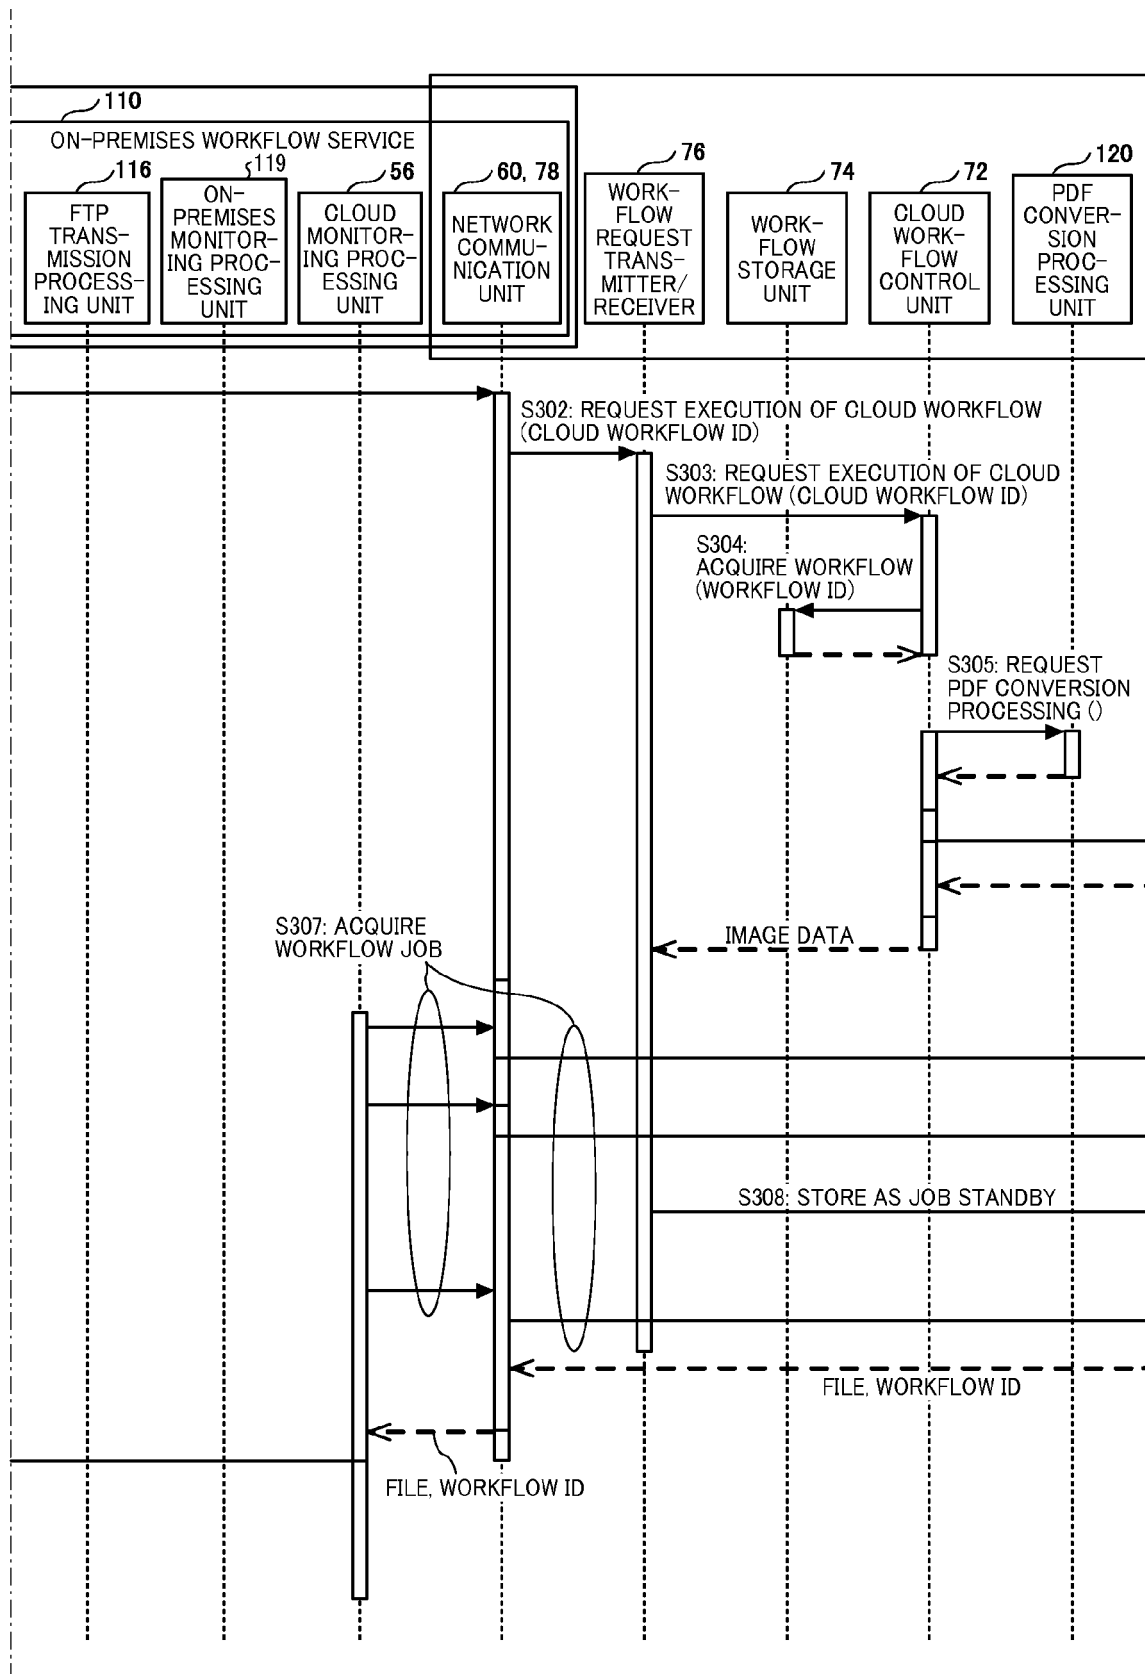 110
ON-PREMISES WORKFLOW SERVICE
116
FTP
TRANS-
MISSION
PROCESS-
ING UNIT
119
ON-
PREMISES
MONITOR-
ING PROC-
ESSING
UNIT
56
CLOUD
MONITOR-
ING PROC-
ESSING
UNIT
60, 78
NETWORK
COMMU-
NICATION
UNIT
76
WORK-
FLOW
REQUEST
TRANS-
MITTER/
RECEIVER
74
WORK-
FLOW
STORAGE
UNIT
72
CLOUD
WORK-
FLOW
CONTROL
UNIT
120
PDF
CONVER-
SION
PROC-
ESSING
UNIT
S302: REQUEST EXECUTION OF CLOUD WORKFLOW
(CLOUD WORKFLOW ID)
S303: REQUEST EXECUTION OF CLOUD
WORKFLOW (CLOUD WORKFLOW ID)
S304:
ACQUIRE WORKFLOW
(WORKFLOW ID)
S305: REQUEST
PDF CONVERSION
PROCESSING ()
S307: ACQUIRE
WORKFLOW JOB
IMAGE DATA
S308: STORE AS JOB STANDBY
FILE, WORKFLOW ID
FILE, WORKFLOW ID